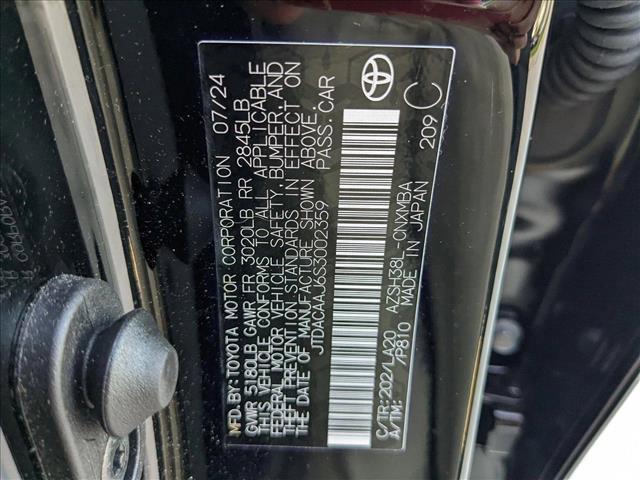 MFD. BY: TOYOTA MOTOR CORPORATION 07/24
GVWR 5180LB GAWR FR 3020LB RR 2845LB
THIS VEHICLE CONFORMS TO ALL APPLICABLE
FEDERAL MOTOR VEHICLE SAFETY, BUMPER, AND
THEFT PREVENTION STANDARDS IN EFFECT ON
THE DATE OF MANUFACTURE SHOWN ABOVE.
JTDACAAJ6S3002359 PASS. CAR
C/TR: 202/LA20 AZSH38L-CNXMBA 209 C
A/TM: -/P810 MADE IN JAPAN